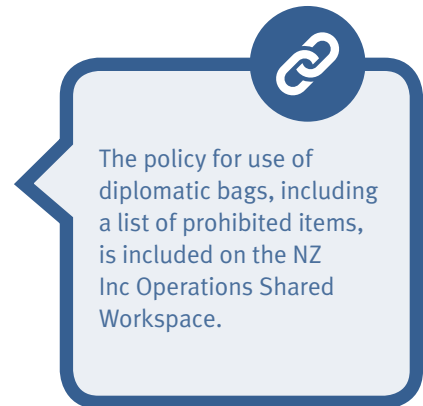 The policy for use of
diplomatic bags, including
a list of prohibited items,
is included on the NZ
Inc Operations Shared
Workspace.